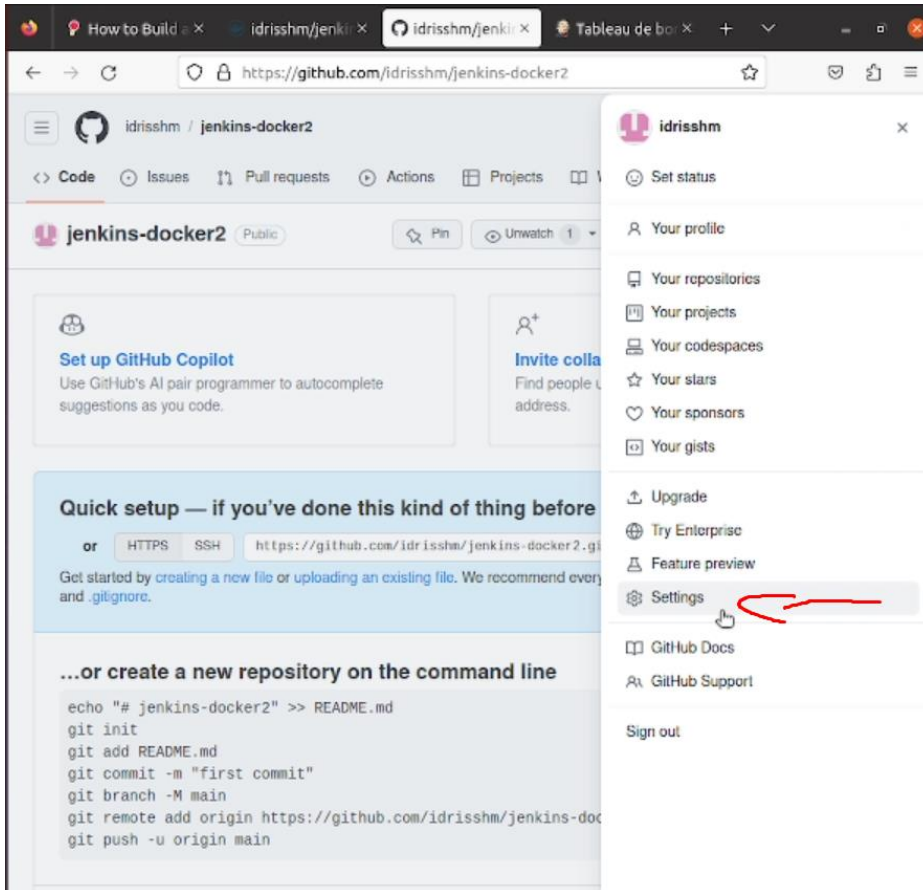 How to Build a
idrisshm/jenki
idrisshm/jenkin
Tableau de bor
https://github.com/idrisshm/jenkins-docker2
idrisshm / jenkins-docker2
Code Issues Pull requests Actions Projects
jenkins-docker2 Public Pin Unwatch 1
Set up GitHub Copilot
Use GitHub's AI pair programmer to autocomplete
suggestions as you code.
Invite colla
Find people u
address.
Quick setup — if you've done this kind of thing before
or HTTPS SSH https://github.com/idrisshm/jenkins-docker2.gi
Get started by creating a new file or uploading an existing file. We recommend every
and .gitignore.
…or create a new repository on the command line
echo "# jenkins-docker2" >> README.md
git init
git add README.md
git commit -m "first commit"
git branch -M main
git remote add origin https://github.com/idrisshm/jenkins-doc
git push -u origin main
idrisshm
Set status
Your profile
Your repositories
Your projects
Your codespaces
Your stars
Your sponsors
Your gists
Upgrade
Try Enterprise
Feature preview
Settings
GitHub Docs
GitHub Support
Sign out